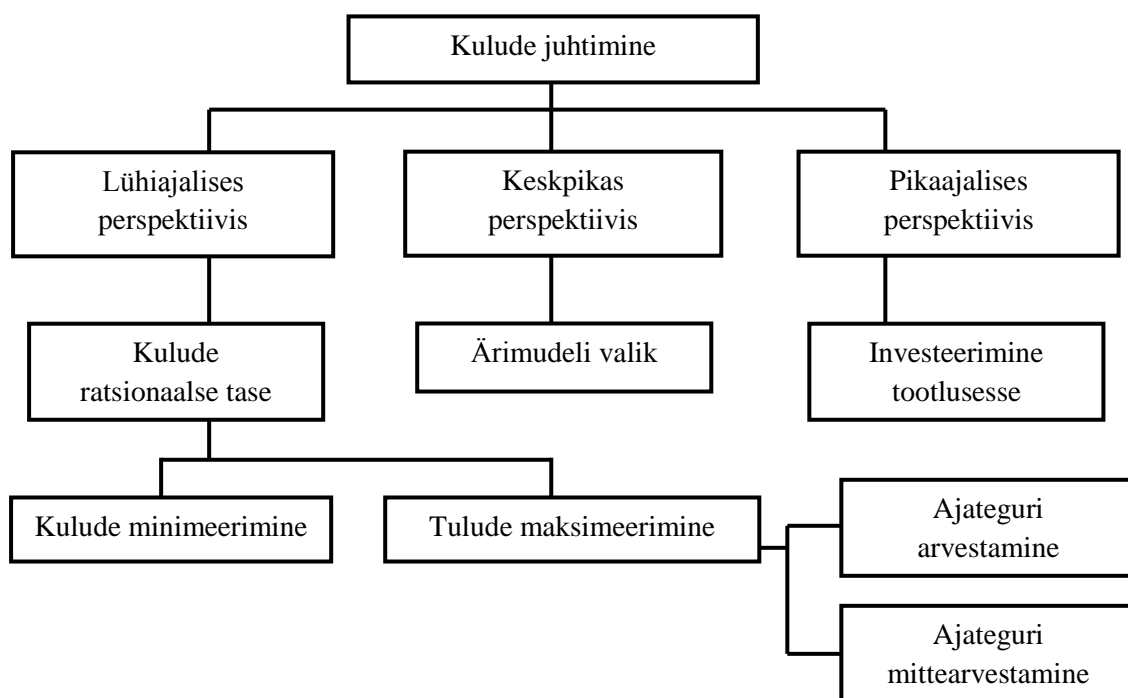 Kulude juhtimine
Lühiajalises
perspektiivis
Keskpikas
perspektiivis
Pikaajalises
perspektiivis
Kulude
ratsionaalse tase
Ärimudeli valik
Investeerimine
tootlusesse
Kulude minimeerimine
Tulude maksimeerimine
Ajateguri
arvestamine
Ajateguri
mittearvestamine